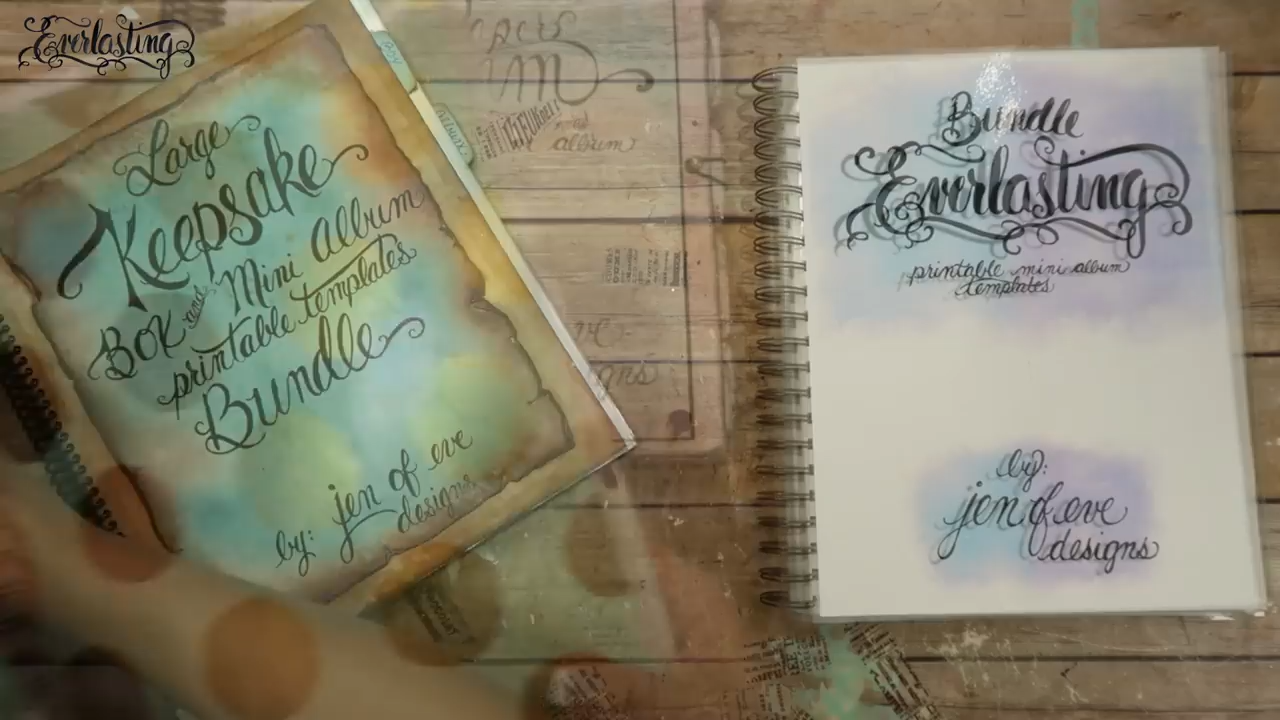 Everlasting
Large
Keepsake
Box and Mini album
printable templates
Bundle
by: jen of eve
designs
album
Bundle
Everlasting
printable mini album
templates
by:
jen of eve
designs